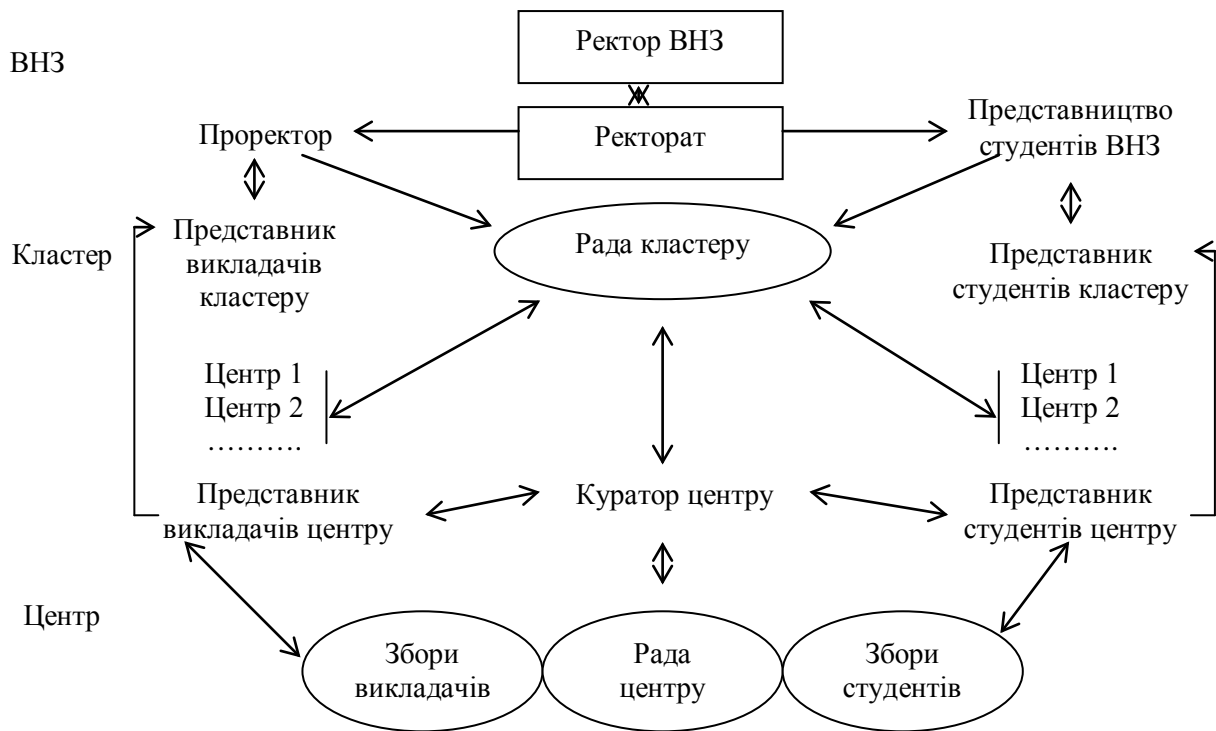 Ректор ВНЗ
ВНЗ
Проректор
Ректорат
Представництво
студентів ВНЗ
Кластер
Представник
викладачів
кластеру
Рада кластеру
Представник
студентів кластеру
Центр 1
Центр 2
……….
Центр 1
Центр 2
……….
Представник
викладачів центру
Куратор центру
Представник
студентів центру
Центр
Збори
викладачів
Рада
центру
Збори
студентів